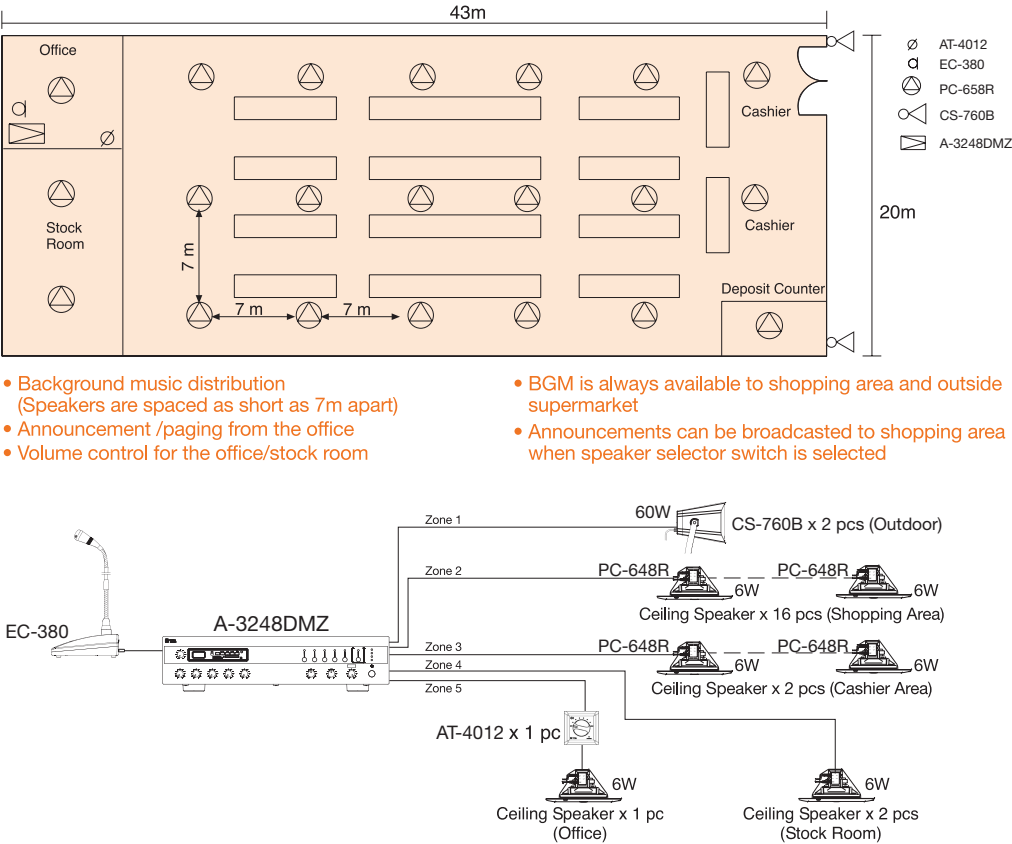 43m
Office
Cashier
Stock
Room
7 m
7 m
7 m
Cashier
Deposit Counter
20m
AT-4012
EC-380
PC-658R
CS-760B
A-3248DMZ
• Background music distribution
(Speakers are spaced as short as 7m apart)
• Announcement /paging from the office
• Volume control for the office/stock room
• BGM is always available to shopping area and outside
supermarket
• Announcements can be broadcasted to shopping area
when speaker selector switch is selected
EC-380
A-3248DMZ
Zone 1
60W
CS-760B x 2 pcs (Outdoor)
Zone 2
PC-648R
6W
PC-648R
6W
Ceiling Speaker x 16 pcs (Shopping Area)
Zone 3
PC-648R
6W
PC-648R
6W
Ceiling Speaker x 2 pcs (Cashier Area)
Zone 4
Zone 5
AT-4012 x 1 pc
6W
Ceiling Speaker x 1 pc
(Office)
6W
Ceiling Speaker x 2 pcs
(Stock Room)